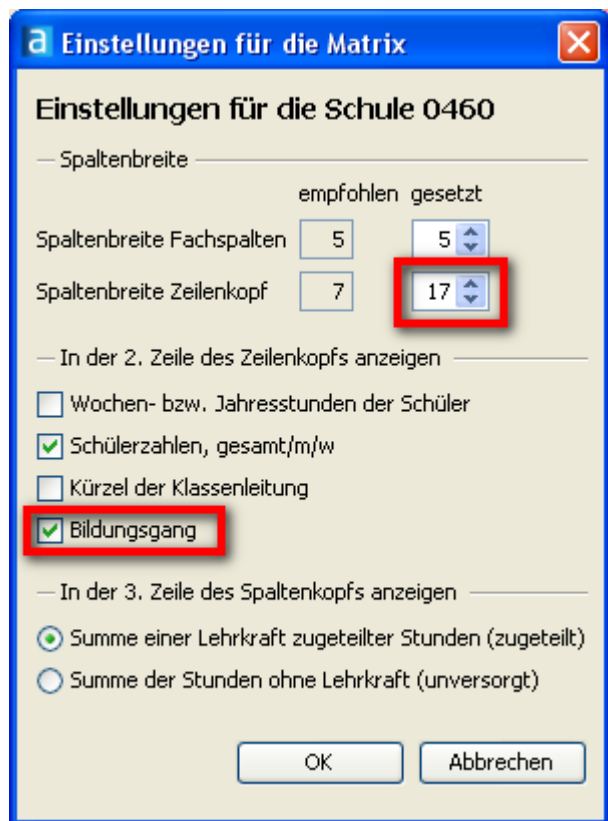 a Einstellungen für die Matrix
Einstellungen für die Schule 0460
Spaltenbreite
empfohlen gesetzt
Spaltenbreite Fachspalten 5 5
Spaltenbreite Zeilenkopf 7 17
In der 2. Zeile des Zeilenkopfs anzeigen
Wochen- bzw. Jahresstunden der Schüler
Schülerzahlen, gesamt/m/w
Kürzel der Klassenleitung
Bildungsgang
In der 3. Zeile des Spaltenkopfs anzeigen
Summe einer Lehrkraft zugeteilter Stunden (zugeteilt)
Summe der Stunden ohne Lehrkraft (unversorgt)
OK Abbrechen